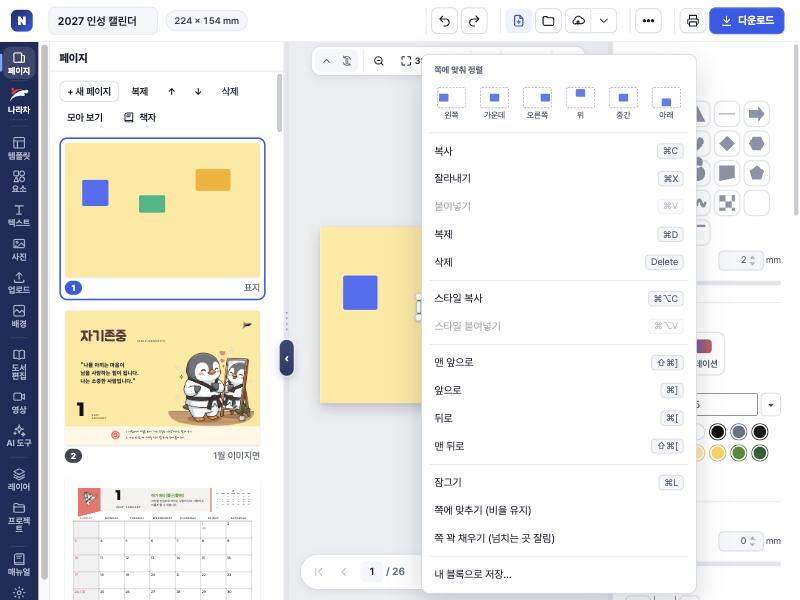 N
2027 인성 캘린더
224 × 154 mm
다운로드
페이지
나라차
템플릿
요소
텍스트
사진
업로드
배경
도서
편집
영상
AI 도구
레이어
프로젝
트
매뉴얼
페이지
+ 새 페이지
복제
↑
↓
삭제
모아 보기
책자
1
표지
자기존중
"나를 아끼는 마음이
남을 사랑하는 힘이 됩니다.
나는 소중한 사람입니다."
1
2
1월 이미지면
1
1 / 26
쪽에 맞춰 정렬
왼쪽
가운데
오른쪽
위
중간
아래
복사 ⌘C
잘라내기 ⌘X
붙여넣기 ⌘V
복제 ⌘D
삭제 Delete
스타일 복사 ⌘⌥C
스타일 붙여넣기 ⌘⌥V
맨 앞으로 ⇧⌘]
앞으로 ⌘]
뒤로 ⌘[
맨 뒤로 ⇧⌘[
잠그기 ⌘L
쪽에 맞추기 (비율 유지)
쪽 꽉 채우기 (넘치는 곳 잘림)
내 블록으로 저장...
2 mm
0 mm